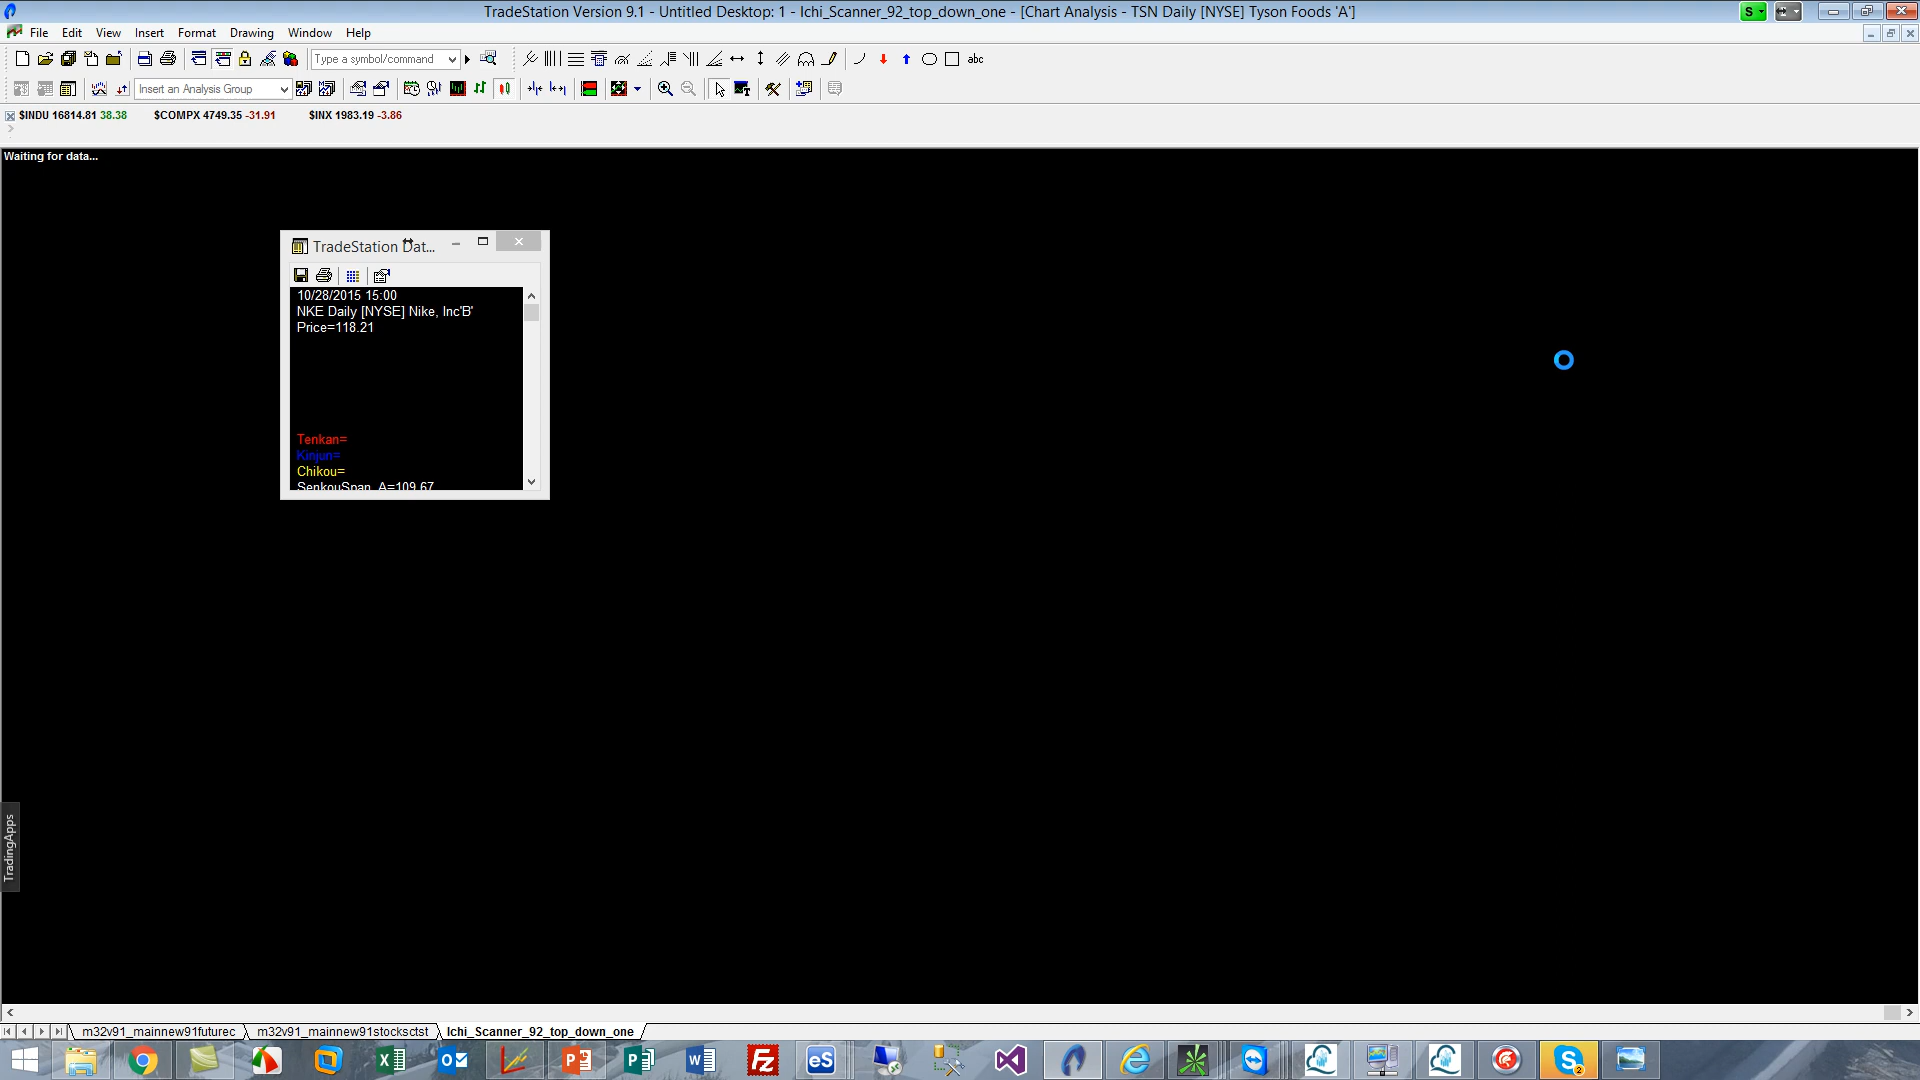 TradeStation Version 9.1 - Untitled Desktop: 1 - Ichi_Scanner_92_top_down_one - [Chart Analysis - TSN Daily [NYSE] Tyson Foods 'A']
S
File Edit View Insert Format Drawing Window Help
Type a symbol/command
abc
Insert an Analysis Group
$INDU 16814.81 38.38 $COMPX 4749.35 -31.91 $INX 1983.19 -3.86
Waiting for data...
TradeStation Dat...
10/28/2015 15:00
NKE Daily [NYSE] Nike, Inc'B'
Price=118.21
Tenkan=
Kinjun=
Chikou=
SenkouSpan_A=109.67
TradingApps
m32v91_mainnew91futurec m32v91_mainnew91stocksctst Ichi_Scanner_92_top_down_one